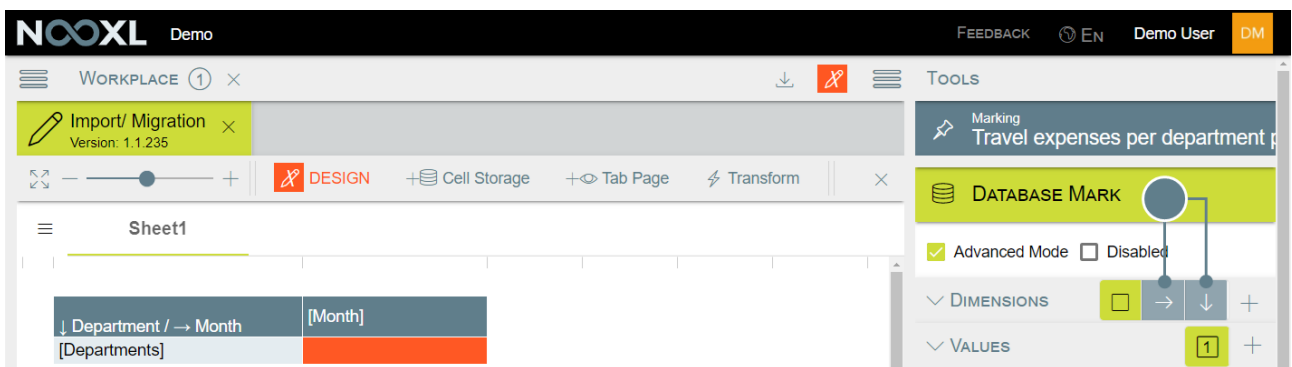 NOOXL Demo FEEDBACK EN Demo User DM
WORKPLACE 1 TOOLS
Import/ Migration
Version: 1.1.235
Marking
Travel expenses per department p
DESIGN Cell Storage Tab Page Transform
DATABASE MARK
Sheet1
Advanced Mode Disabled
DIMENSIONS
↓ Department / → Month [Month]
[Departments]
VALUES 1